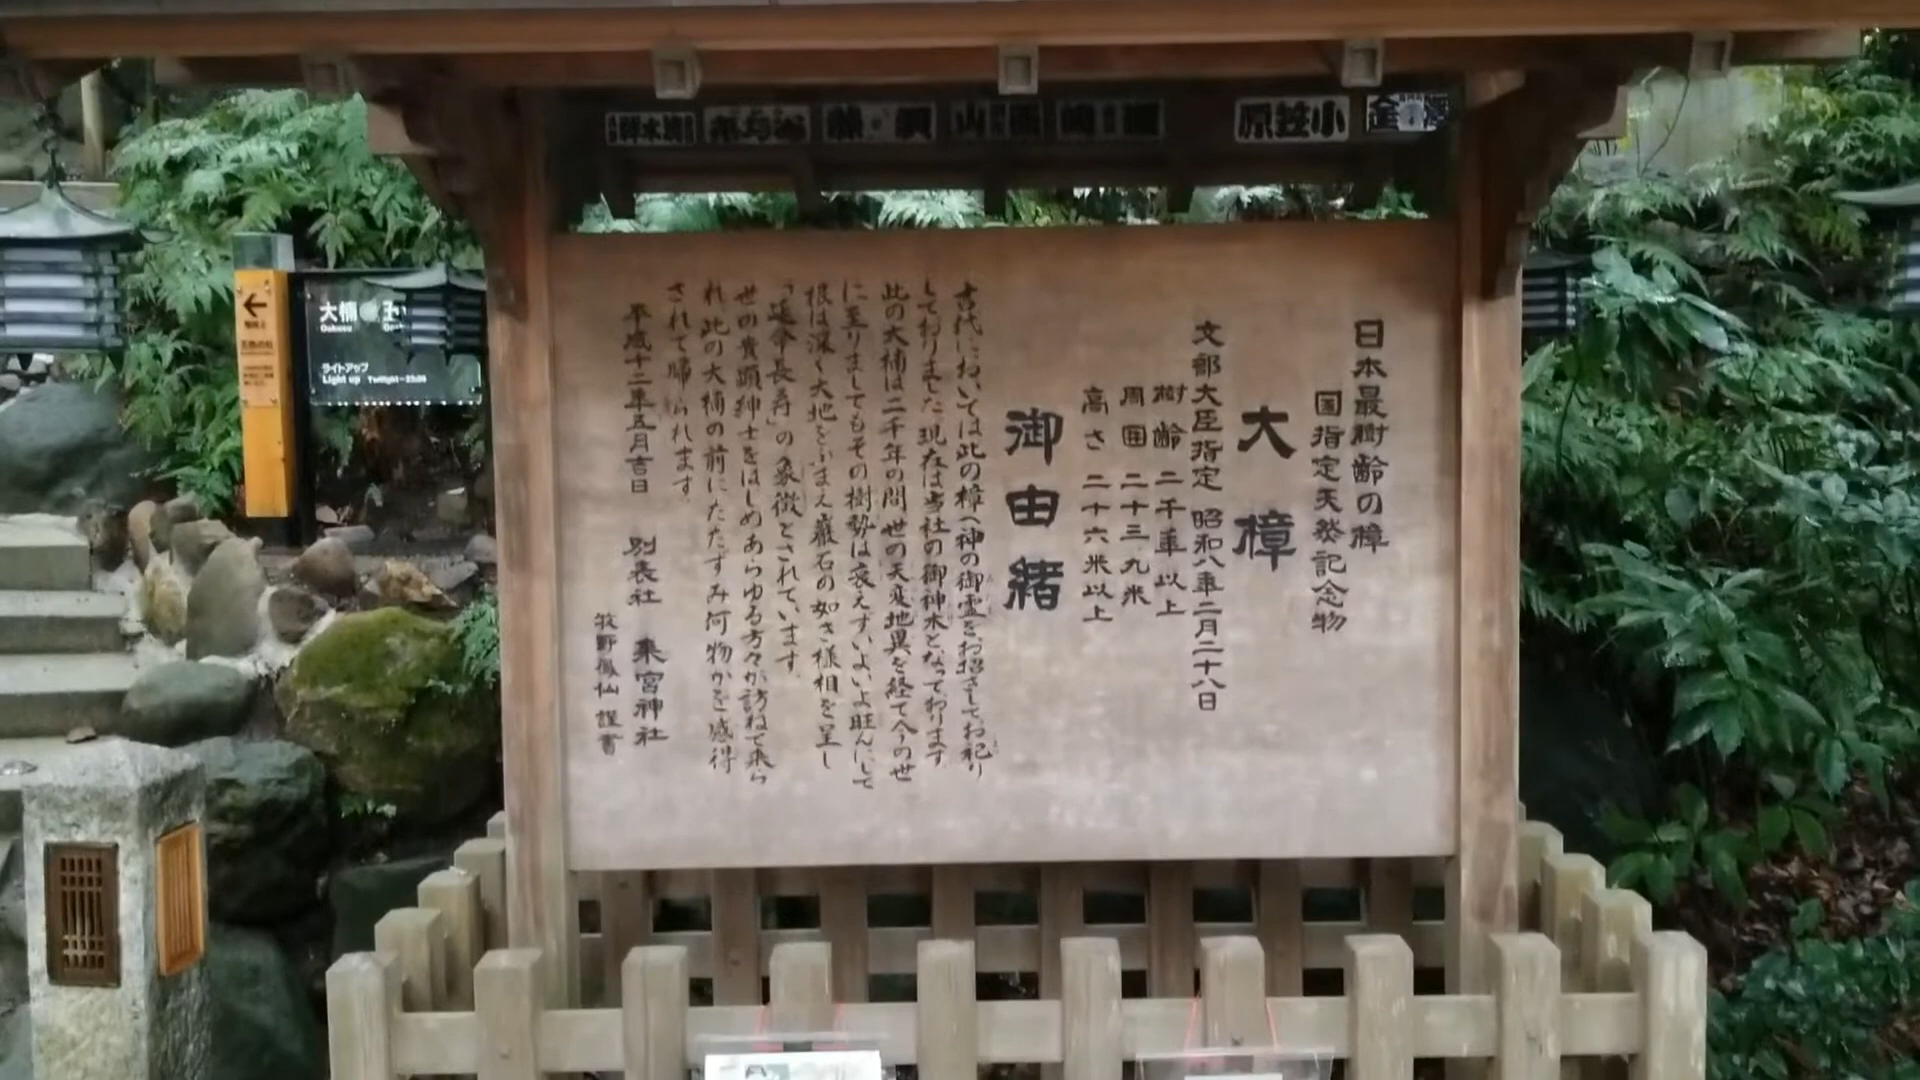 日本最樹齢の樟
国指定天然記念物
大樟
文部大臣指定 昭和八年二月二十八日
樹齢 二千年以上
周囲 二十三.九米
高さ 二十六米以上
御由緒
古代においては此の樟へ神の御霊をお招きしてお祀り
しておりました現在は当社の御神木となっております
此の大楠は二千年の間 世の天変地異を経て今の世
に至りましてもその樹勢は衰えずいよいよ旺んにして
根は深く大地をふまえ巌石の如き様相を呈し
「延命長寿」の象徴とされています.
世の貴顕紳士をはじめあらゆる方々が訪ねて来ら
れ此の大楠の前にたたずみ何物かを感得
されて帰られます.
平成十二年五月吉日 別表社 來宮神社
牧野鳳仙 謹書
小笠原
大楠
Ookusu
ライトアップ
Light up Twilight~23:00